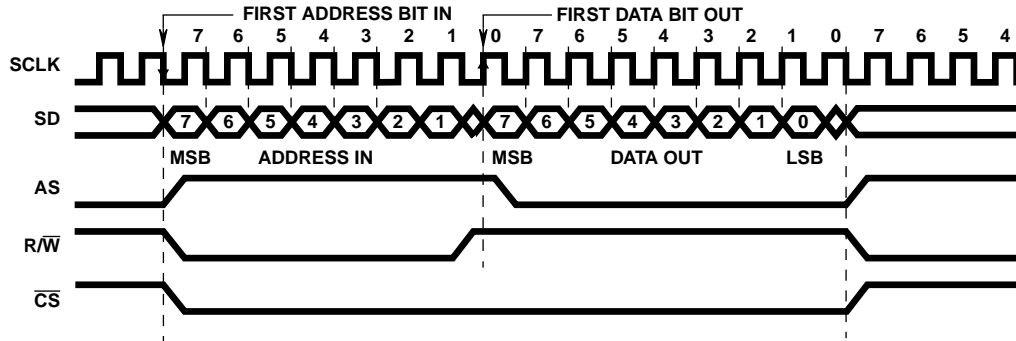 FIRST ADDRESS BIT IN FIRST DATA BIT OUT
7 6 5 4 3 2 1 0 7 6 5 4 3 2 1 0 7 6 5 4
SCLK
SD 7 6 5 4 3 2 1 7 6 5 4 3 2 1 0
MSB ADDRESS IN MSB DATA OUT LSB
AS
R/W̅
C̅S̅